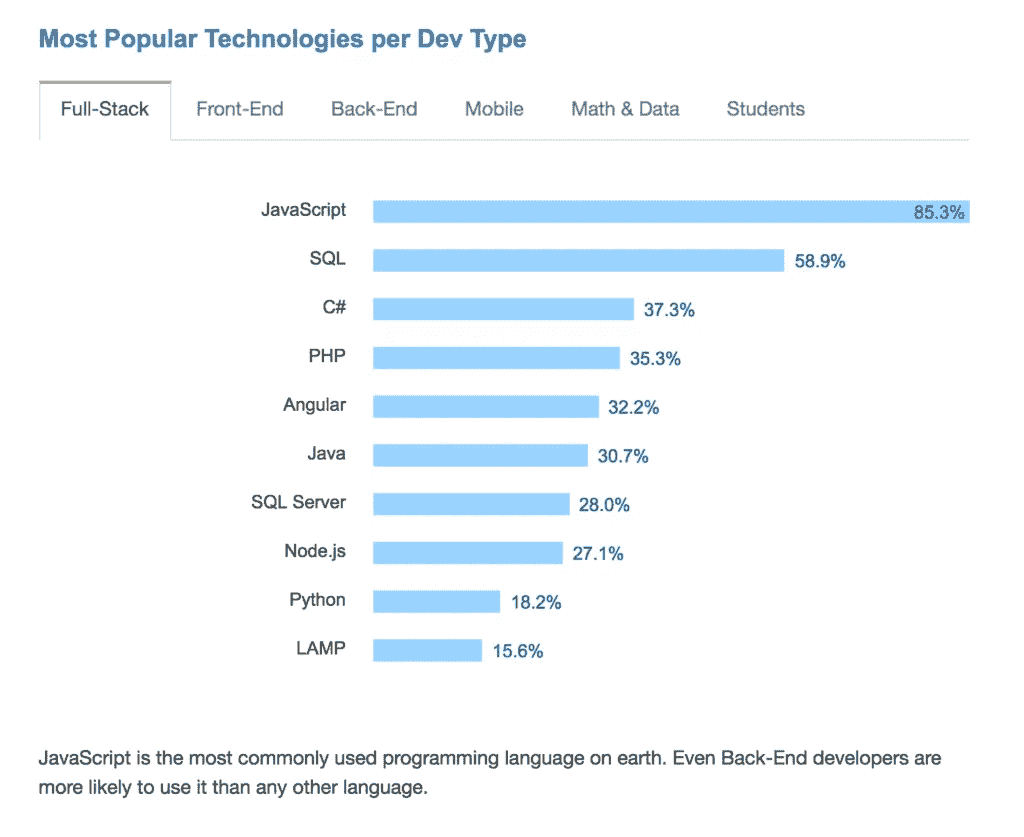 Most Popular Technologies per Dev Type
Full-Stack Front-End Back-End Mobile Math & Data Students
JavaScript 85.3%
SQL 58.9%
C# 37.3%
PHP 35.3%
Angular 32.2%
Java 30.7%
SQL Server 28.0%
Node.js 27.1%
Python 18.2%
LAMP 15.6%
JavaScript is the most commonly used programming language on earth. Even Back-End developers are
more likely to use it than any other language.